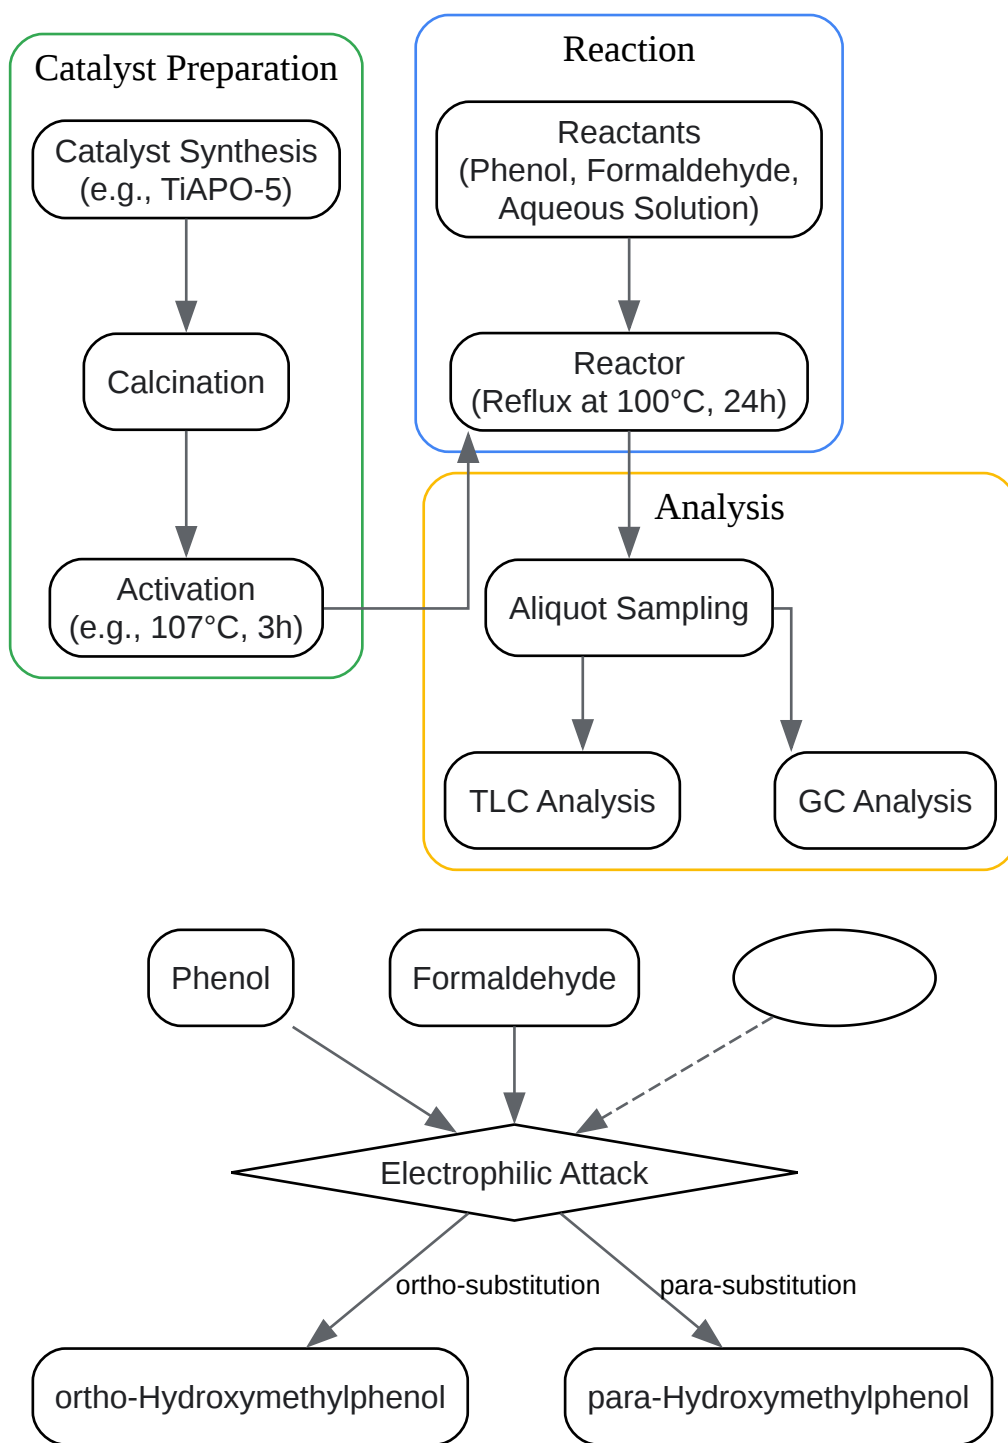 Catalyst Preparation
Catalyst Synthesis
(e.g., TiAPO-5)
Calcination
Activation
(e.g., 107°C, 3h)
Reaction
Reactants
(Phenol, Formaldehyde,
Aqueous Solution)
Reactor
(Reflux at 100°C, 24h)
Analysis
Aliquot Sampling
TLC Analysis
GC Analysis
Phenol
Formaldehyde
Electrophilic Attack
ortho-substitution
para-substitution
ortho-Hydroxymethylphenol
para-Hydroxymethylphenol